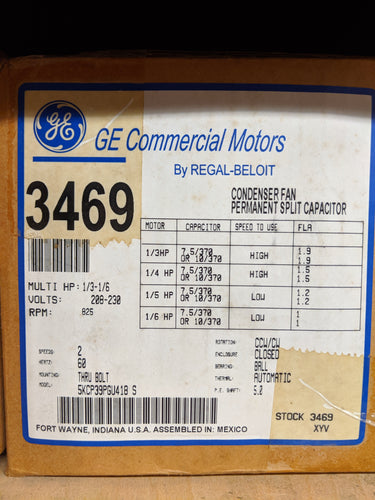 GE
GE Commercial Motors
By REGAL-BELOIT
3469
CONDENSER FAN
PERMANENT SPLIT CAPACITOR
MOTOR CAPACITOR SPEED TO USE FLA
1/3HP 7.5/370 OR 10/370 HIGH 1.9 1.9
1/4 HP 7.5/370 OR 10/370 HIGH 1.5 1.5
1/5 HP 7.5/370 OR 10/370 LOW 1.2 1.2
1/6 HP 7.5/370 OR 10/370 LOW 1 1
MULTI HP: 1/3-1/6
VOLTS: 208-230
RPM: 825
SPEEDS: 2
HERTZ: 60
MOUNTING: THRU BOLT
MODEL: 5KCP39PGU418 S
ROTATION: CCW/CW
ENCLOSURE: CLOSED
BEARING: BALL
THERMAL: AUTOMATIC
P.E. SHAFT: 5.0
STOCK 3469
XYV
FORT WAYNE, INDIANA U.S.A. ASSEMBLED IN: MEXICO